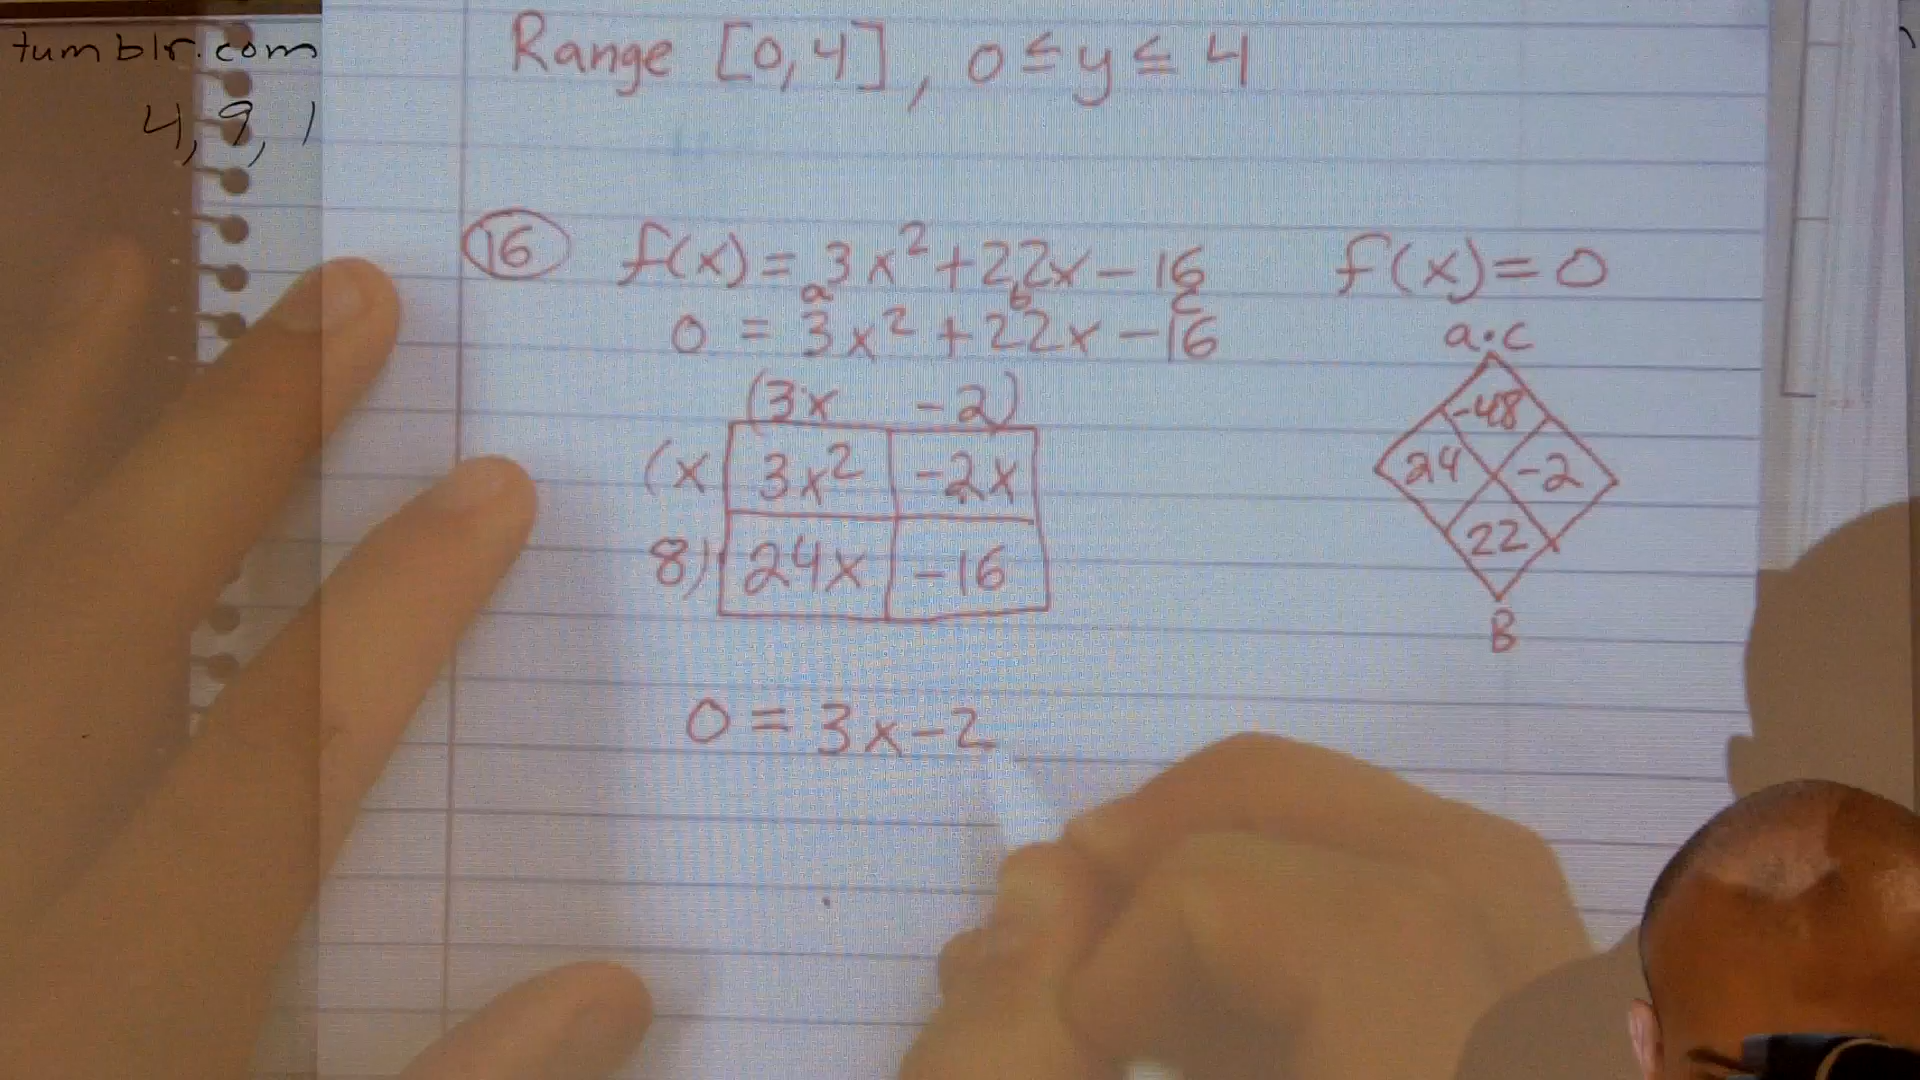 tumblr.com
4, 9, 1
Range [0,4], 0 ≤ y ≤ 4
16 f(x) = 3x² + 22x - 16 f(x) = 0
a b c
0 = 3x² + 22x - 16
a·c
(3x -2)
-48
(x 3x² -2x
24 -2
8) 24x -16
22
B
0 = 3x-2